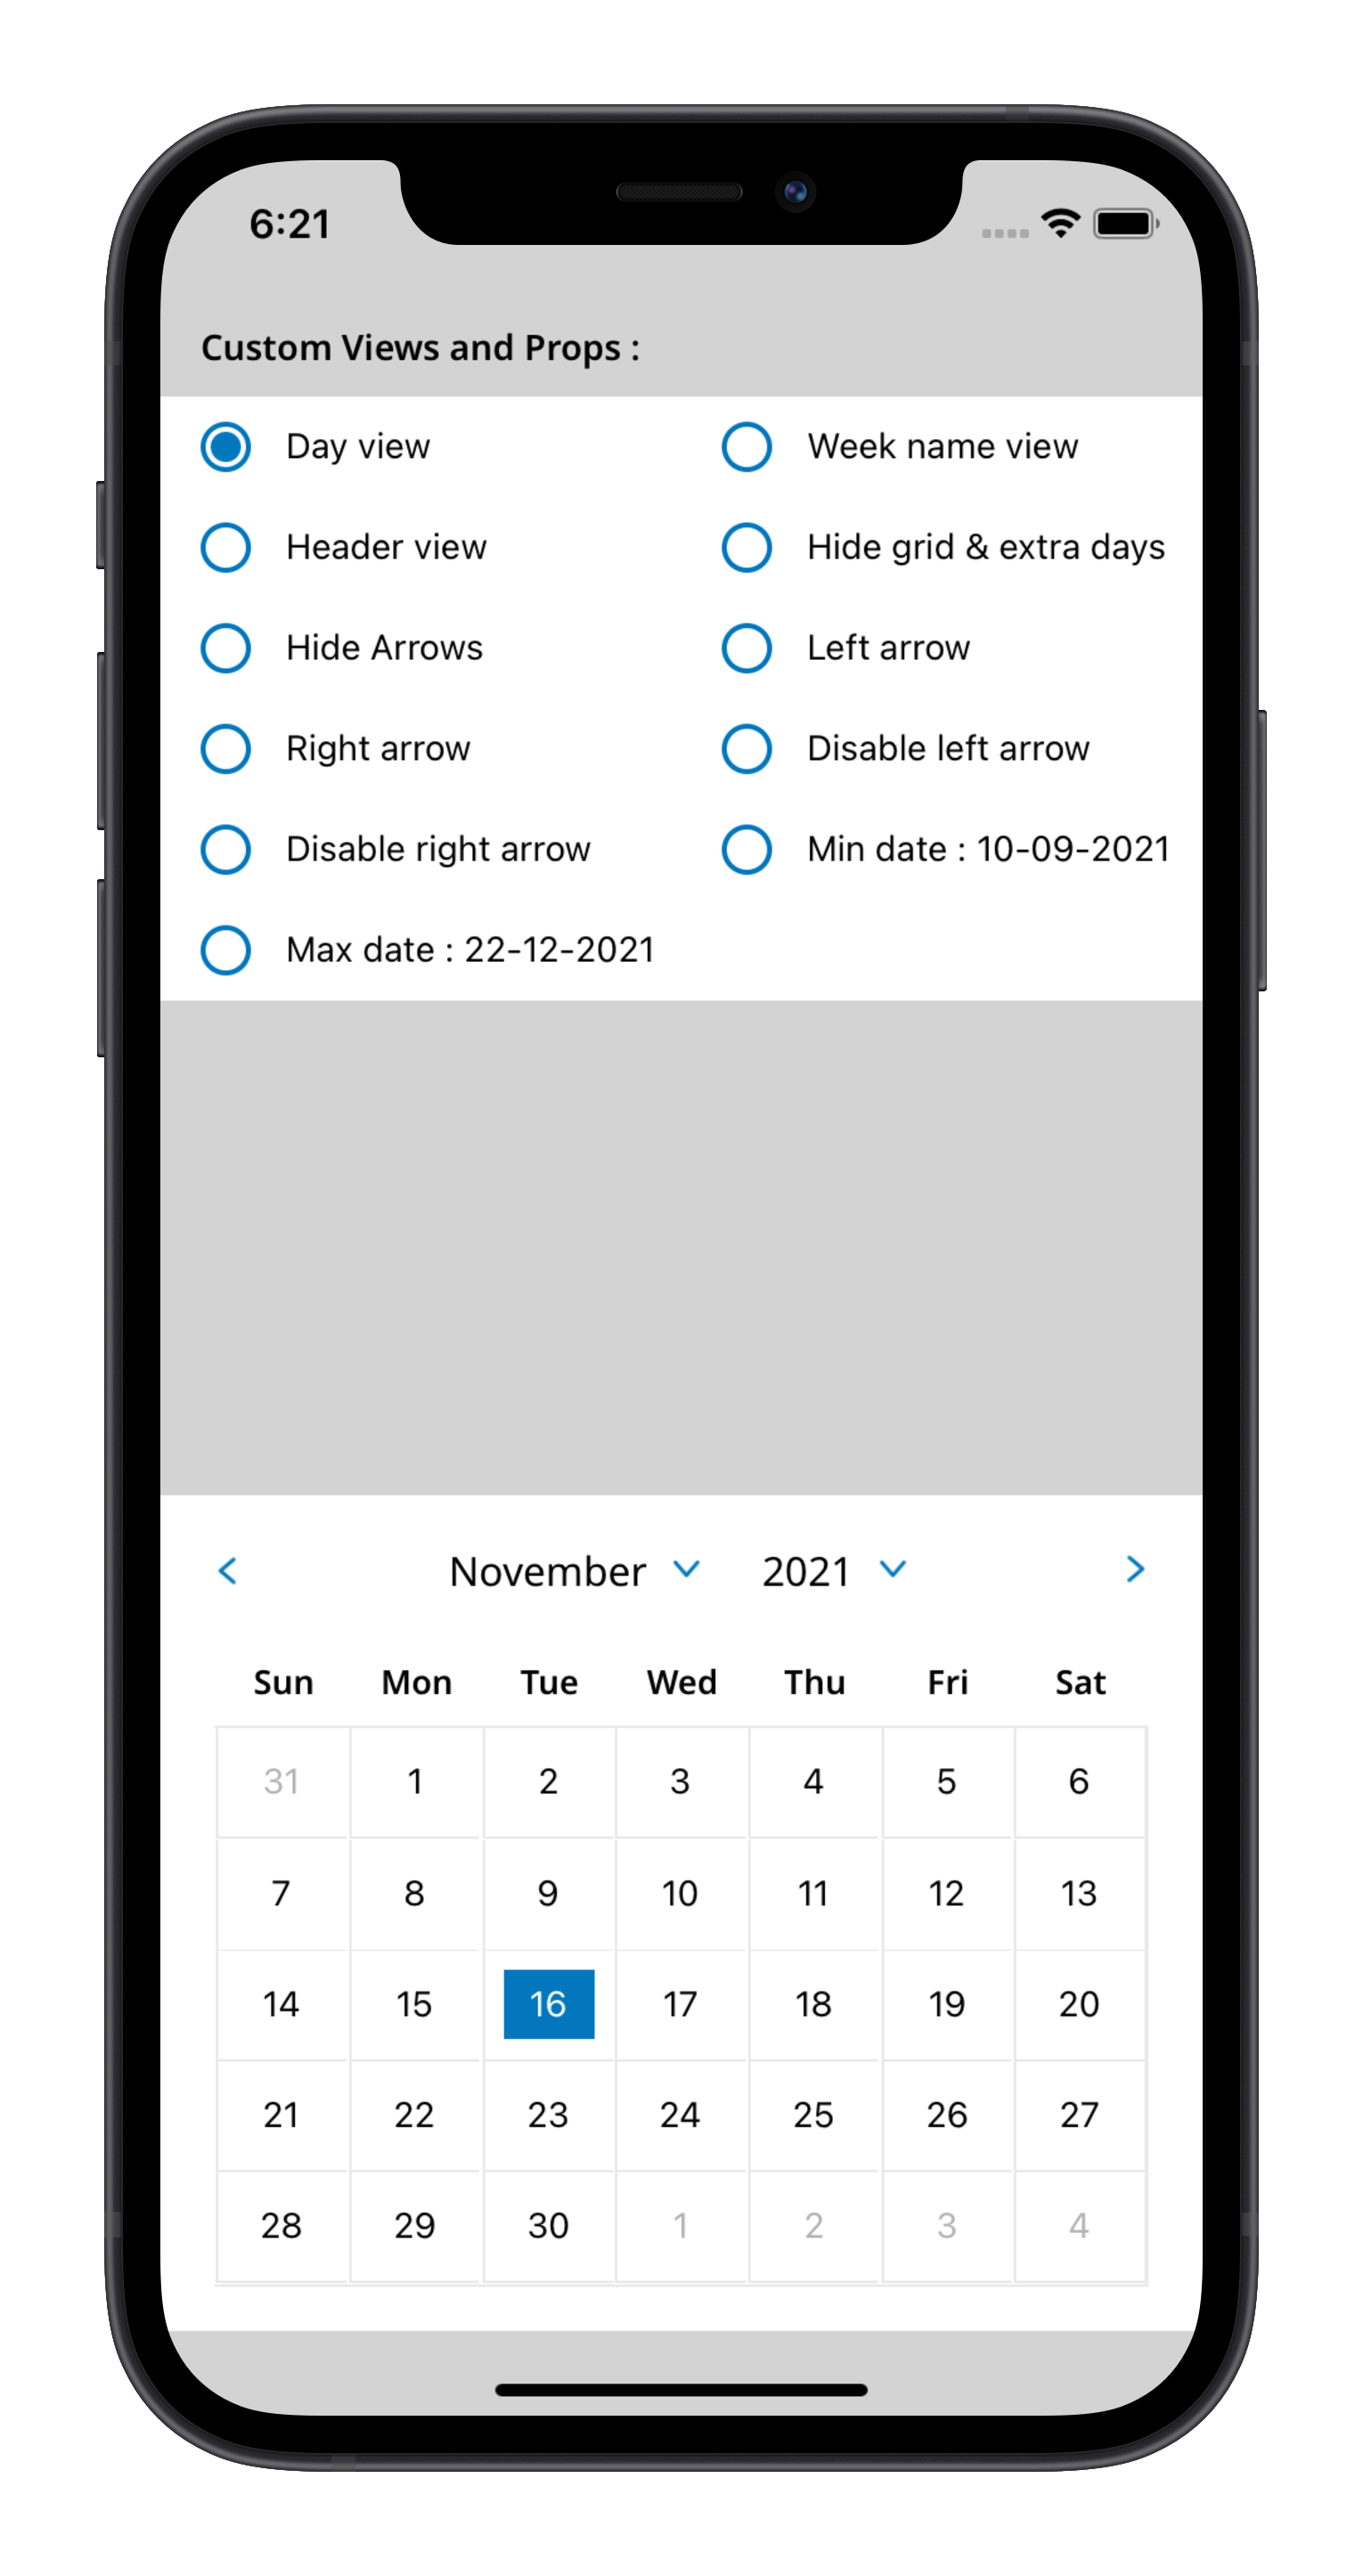 6:21
Custom Views and Props :
Day view Week name view
Header view Hide grid & extra days
Hide Arrows Left arrow
Right arrow Disable left arrow
Disable right arrow Min date : 10-09-2021
Max date : 22-12-2021
November 2021
Sun Mon Tue Wed Thu Fri Sat
31 1 2 3 4 5 6
7 8 9 10 11 12 13
14 15 16 17 18 19 20
21 22 23 24 25 26 27
28 29 30 1 2 3 4